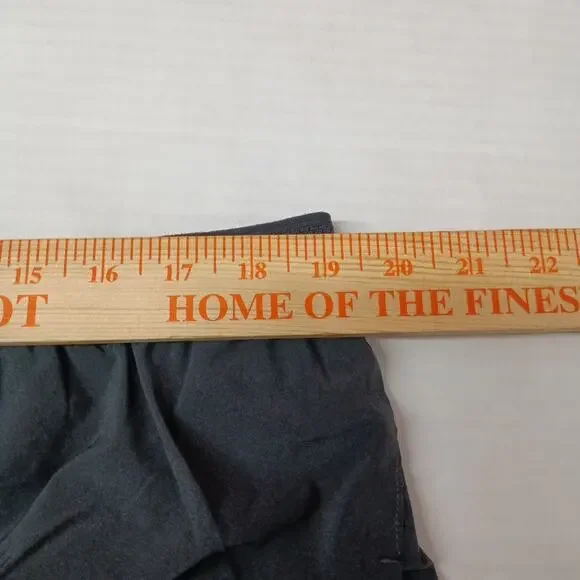 15 16 17 18 19 20 21 22
OT HOME OF THE FINES